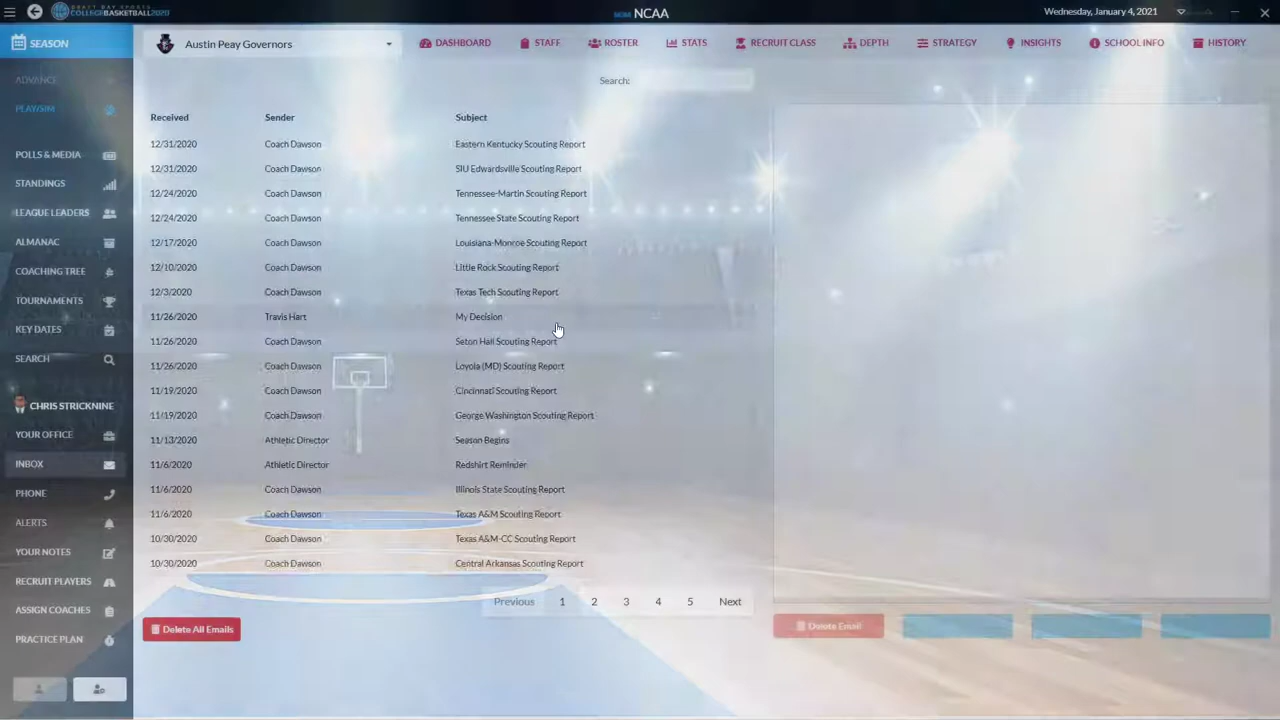 DRAFT DAY SPORTS
COLLEGE BASKETBALL 2020
NCAA NCAA
Wednesday, January 4, 2021
SEASON
Austin Peay Governors
DASHBOARD STAFF ROSTER STATS RECRUIT CLASS DEPTH STRATEGY INSIGHTS SCHOOL INFO HISTORY
ADVANCE
PLAY/SIM
POLLS & MEDIA
STANDINGS
LEAGUE LEADERS
ALMANAC
COACHING TREE
TOURNAMENTS
KEY DATES
SEARCH
CHRIS STRICKNINE
YOUR OFFICE
INBOX
PHONE
ALERTS
YOUR NOTES
RECRUIT PLAYERS
ASSIGN COACHES
PRACTICE PLAN
Search:
Received Sender Subject
12/31/2020 Coach Dawson Eastern Kentucky Scouting Report
12/31/2020 Coach Dawson SIU Edwardsville Scouting Report
12/24/2020 Coach Dawson Tennessee-Martin Scouting Report
12/24/2020 Coach Dawson Tennessee State Scouting Report
12/17/2020 Coach Dawson Louisiana-Monroe Scouting Report
12/10/2020 Coach Dawson Little Rock Scouting Report
12/3/2020 Coach Dawson Texas Tech Scouting Report
11/26/2020 Travis Hart My Decision
11/26/2020 Coach Dawson Seton Hall Scouting Report
11/26/2020 Coach Dawson Loyola (MD) Scouting Report
11/19/2020 Coach Dawson Cincinnati Scouting Report
11/19/2020 Coach Dawson George Washington Scouting Report
11/13/2020 Athletic Director Season Begins
11/6/2020 Athletic Director Redshirt Reminder
11/6/2020 Coach Dawson Illinois State Scouting Report
11/6/2020 Coach Dawson Texas A&M Scouting Report
10/30/2020 Coach Dawson Texas A&M-CC Scouting Report
10/30/2020 Coach Dawson Central Arkansas Scouting Report
Previous 1 2 3 4 5 Next
Delete All Emails
Delete Email